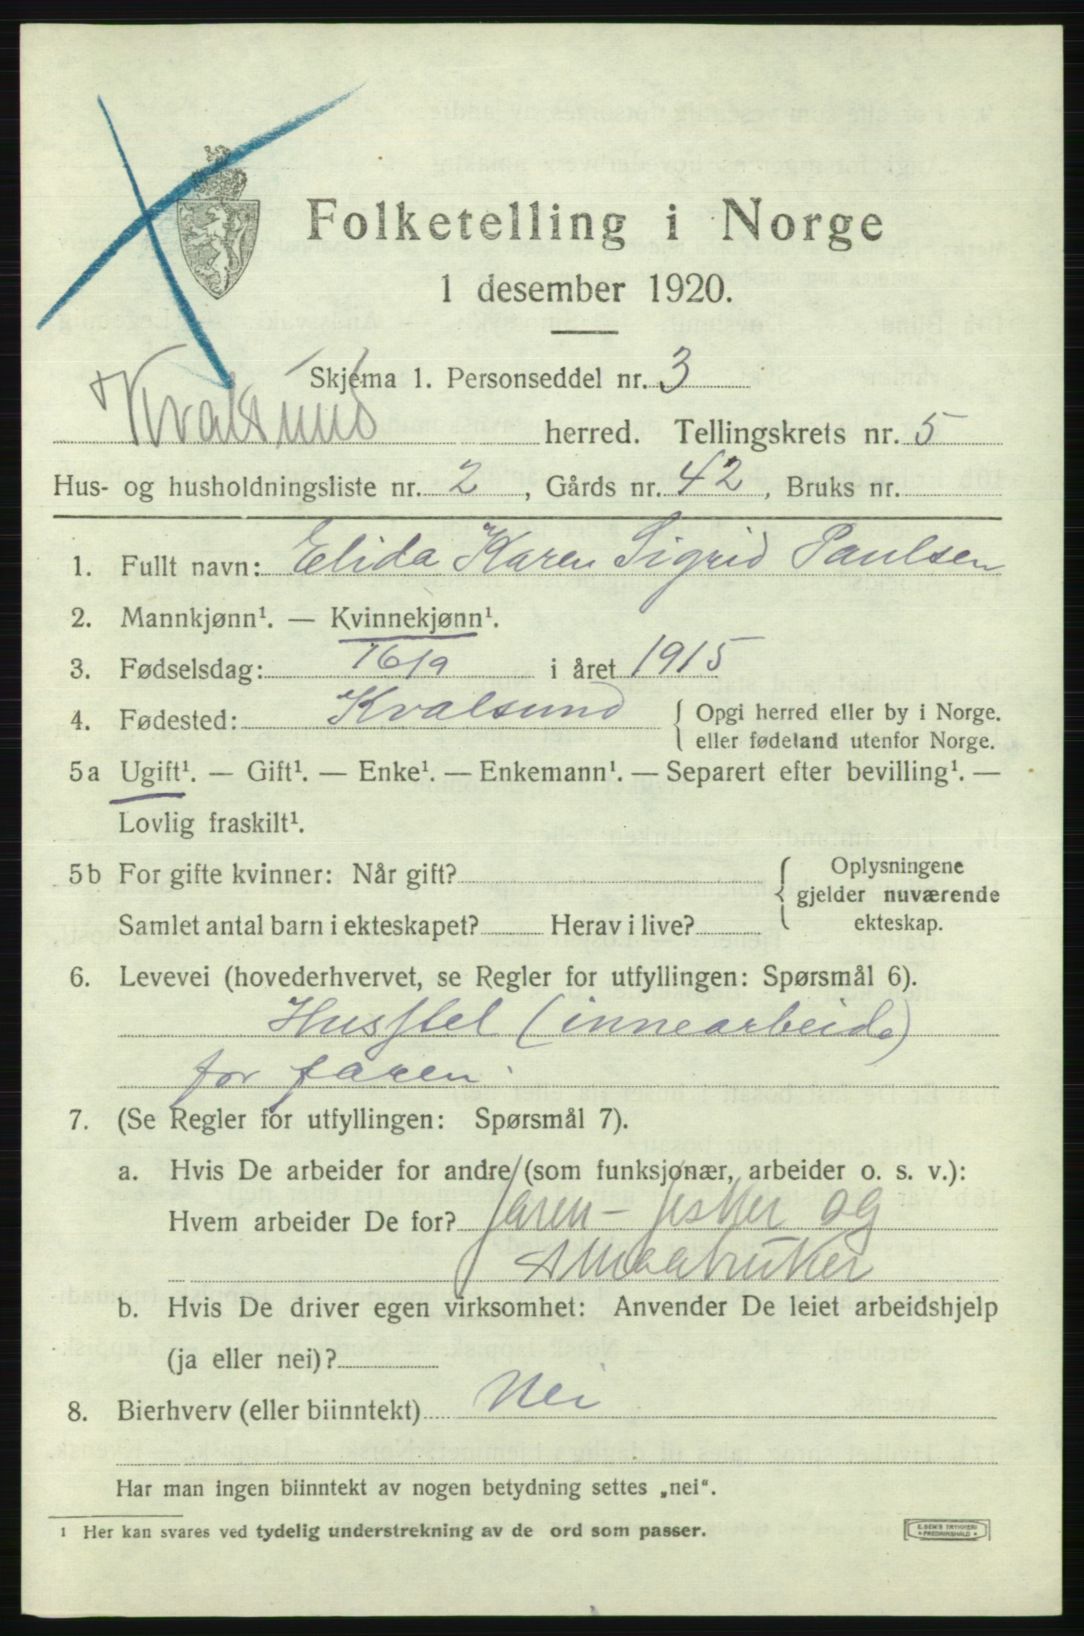 Folketelling i Norge
1 desember 1920.
Skjema 1. Personseddel nr. 3
Kvalsund herred. Tellingskrets nr. 5
Hus- og husholdningsliste nr. 2, Gårds nr. 42, Bruks nr.
1. Fullt navn: Elida Karen Sigrid Paulsen
2. Mannkjønn¹. — Kvinnekjønn¹.
3. Fødselsdag: 16/9 i året 1915
4. Fødested: Kvalsund { Opgi herred eller by i Norge.
eller fødeland utenfor Norge.
5a Ugift¹. — Gift¹. — Enke¹. — Enkemann¹. — Separert efter bevilling¹. —
Lovlig fraskilt¹.
5b For gifte kvinner: Når gift? { Oplysningene
gjelder nuværende
Samlet antal barn i ekteskapet? Herav i live? ekteskap.
6. Levevei (hovederhvervet, se Regler for utfyllingen: Spørsmål 6).
Husstel (innearbeide)
for faren.
7. (Se Regler for utfyllingen: Spørsmål 7).
a. Hvis De arbeider for andre (som funksjonær, arbeider o. s. v.):
Hvem arbeider De for? faren – fisker og
smaabruker
b. Hvis De driver egen virksomhet: Anvender De leiet arbeidshjelp
(ja eller nei)?
8. Bierhverv (eller biinntekt) Nei
Har man ingen biinntekt av nogen betydning settes „nei“.
¹ Her kan svares ved tydelig understrekning av de ord som passer.
E. SEM'S TRYKKERI
FREDRIKSHALD